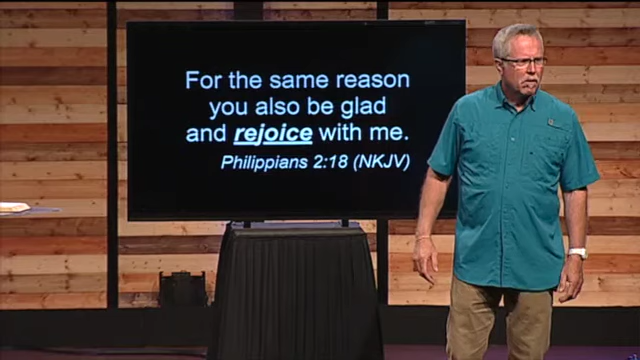 For the same reason
you also be glad
and rejoice with me.
Philippians 2:18 (NKJV)